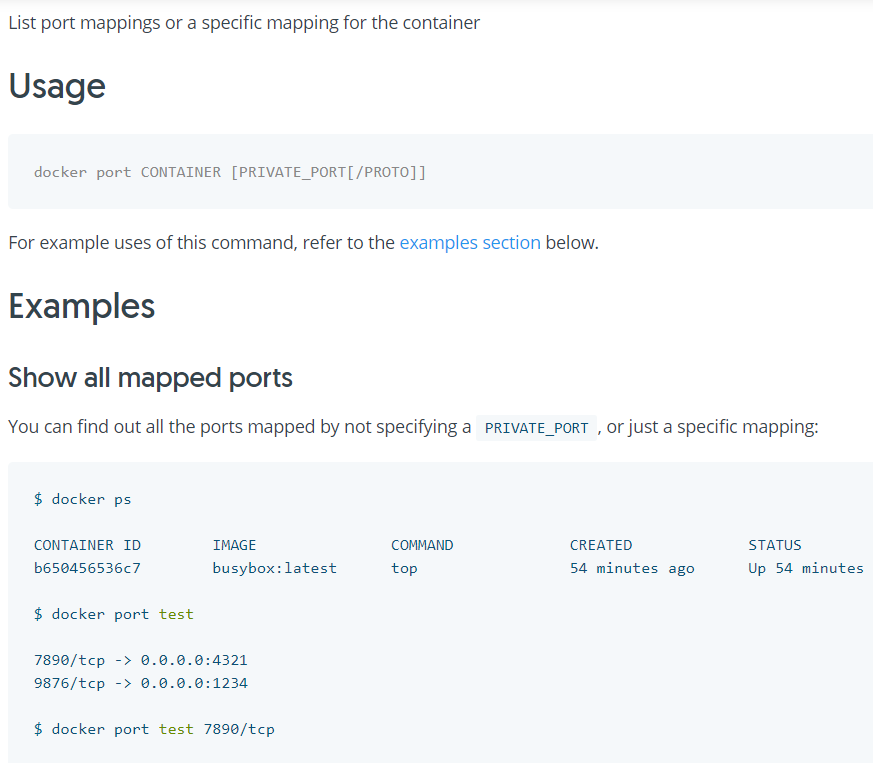 List port mappings or a specific mapping for the container
Usage
docker port CONTAINER [PRIVATE_PORT[/PROTO]]
For example uses of this command, refer to the examples section below.
Examples
Show all mapped ports
You can find out all the ports mapped by not specifying a PRIVATE_PORT , or just a specific mapping:
$ docker ps
CONTAINER ID IMAGE COMMAND CREATED STATUS
b650456536c7 busybox:latest top 54 minutes ago Up 54 minutes
$ docker port test
7890/tcp -> 0.0.0.0:4321
9876/tcp -> 0.0.0.0:1234
$ docker port test 7890/tcp